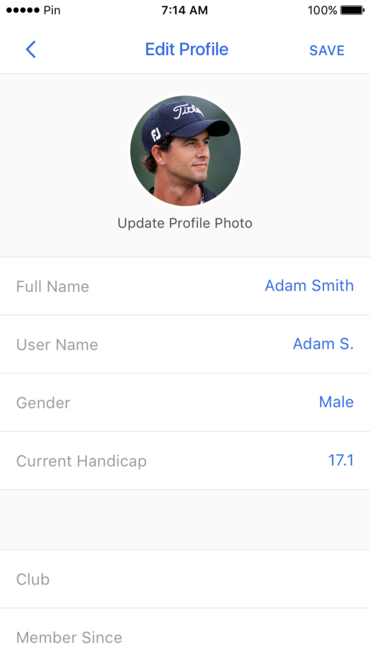 Pin 7:14 AM 100%
Edit Profile SAVE
Titleist
FJ
Update Profile Photo
Full Name Adam Smith
User Name Adam S.
Gender Male
Current Handicap 17.1
Club
Member Since